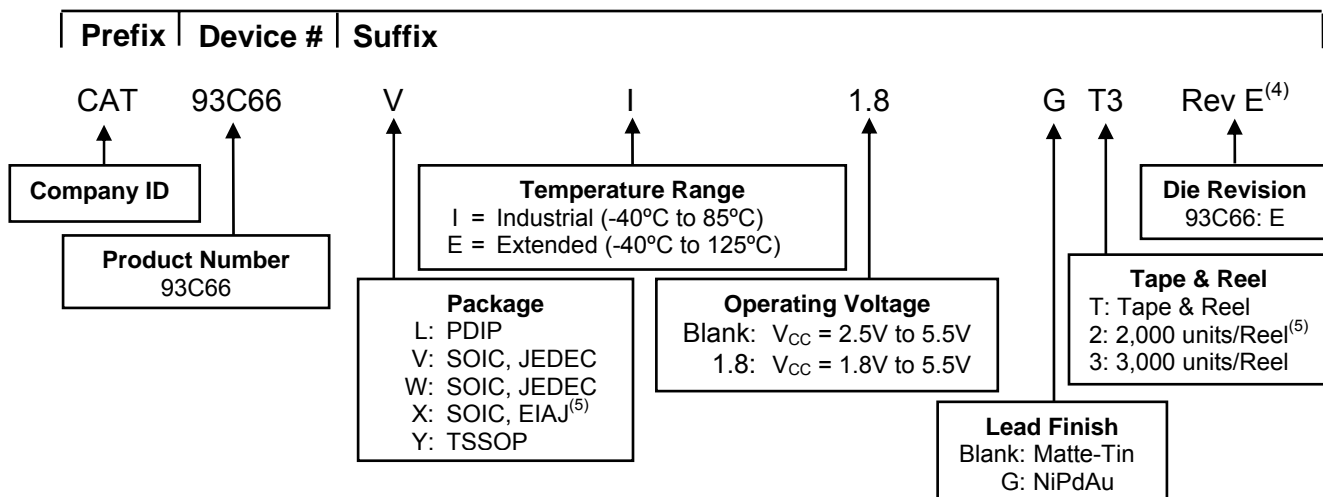 Prefix Device # Suffix
CAT 93C66 V I 1.8 G T3 Rev E(4)
Company ID
Product Number
93C66
Temperature Range
I = Industrial (-40ºC to 85ºC)
E = Extended (-40ºC to 125ºC)
Die Revision
93C66: E
Package
L: PDIP
V: SOIC, JEDEC
W: SOIC, JEDEC
X: SOIC, EIAJ(5)
Y: TSSOP
Operating Voltage
Blank: VCC = 2.5V to 5.5V
1.8: VCC = 1.8V to 5.5V
Tape & Reel
T: Tape & Reel
2: 2,000 units/Reel(5)
3: 3,000 units/Reel
Lead Finish
Blank: Matte-Tin
G: NiPdAu